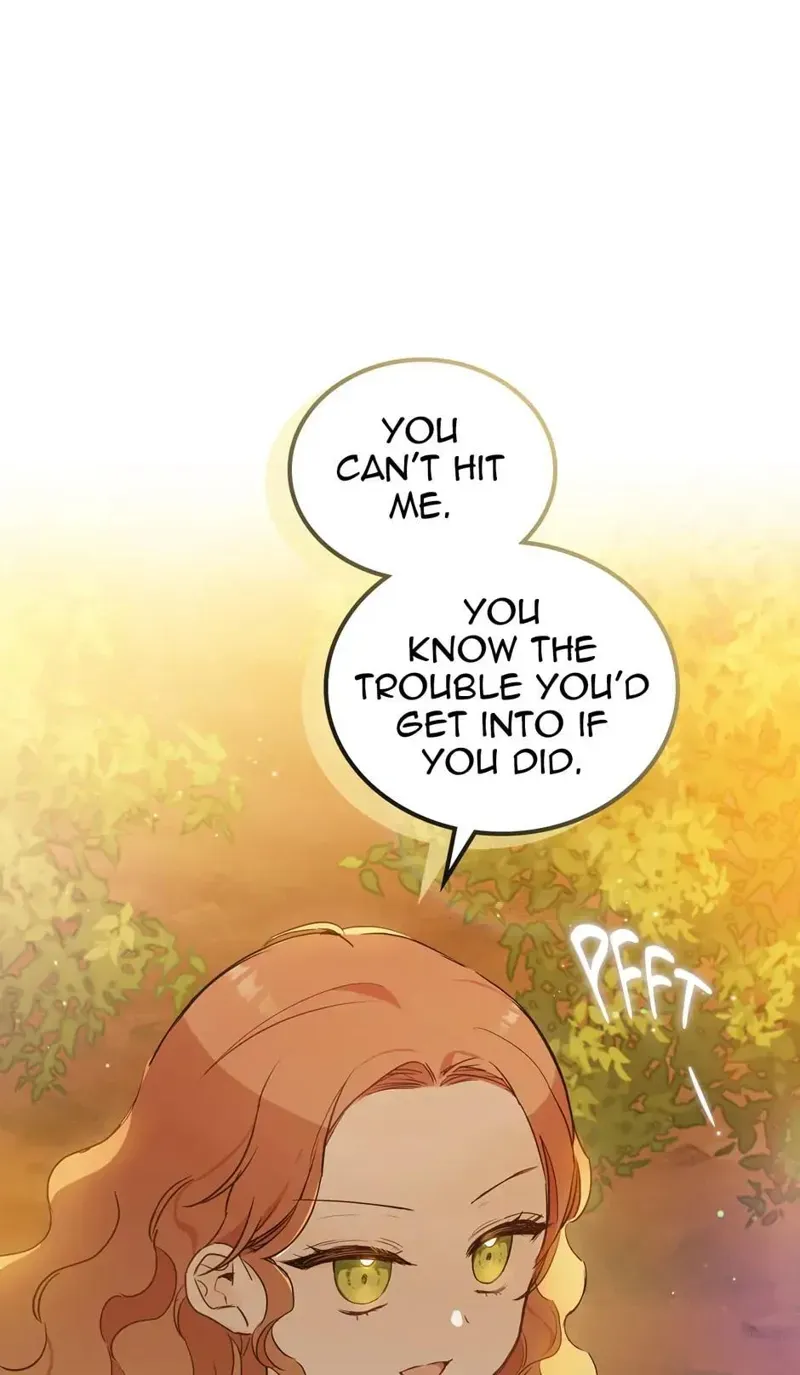 YOU
CAN'T HIT
ME.
YOU
KNOW THE
TROUBLE YOU'D
GET INTO IF
YOU DID.
PFFT